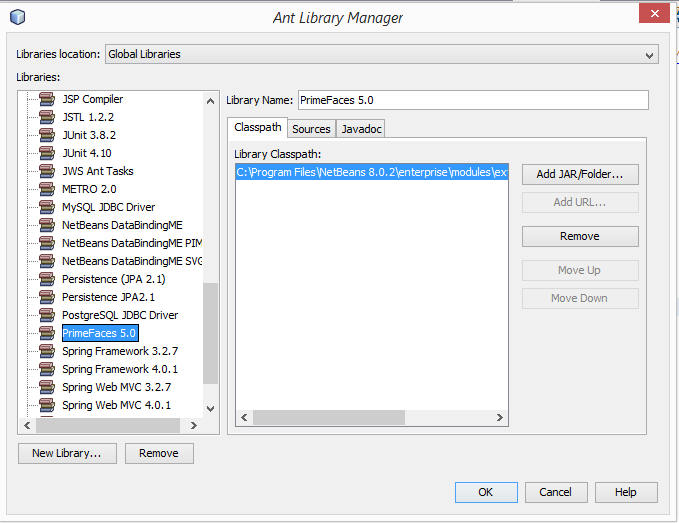 Ant Library Manager
Libraries location: Global Libraries
Libraries:
JSP Compiler
JSTL 1.2.2
JUnit 3.8.2
JUnit 4.10
JWS Ant Tasks
METRO 2.0
MySQL JDBC Driver
NetBeans DataBindingME
NetBeans DataBindingME PIM
NetBeans DataBindingME SVG
Persistence (JPA 2.1)
Persistence JPA2.1
PostgreSQL JDBC Driver
PrimeFaces 5.0
Spring Framework 3.2.7
Spring Framework 4.0.1
Spring Web MVC 3.2.7
Spring Web MVC 4.0.1
New Library... Remove
Library Name: PrimeFaces 5.0
Classpath Sources Javadoc
Library Classpath:
C:\Program Files\NetBeans 8.0.2\enterprise\modules\ext
Add JAR/Folder...
Add URL...
Remove
Move Up
Move Down
OK Cancel Help